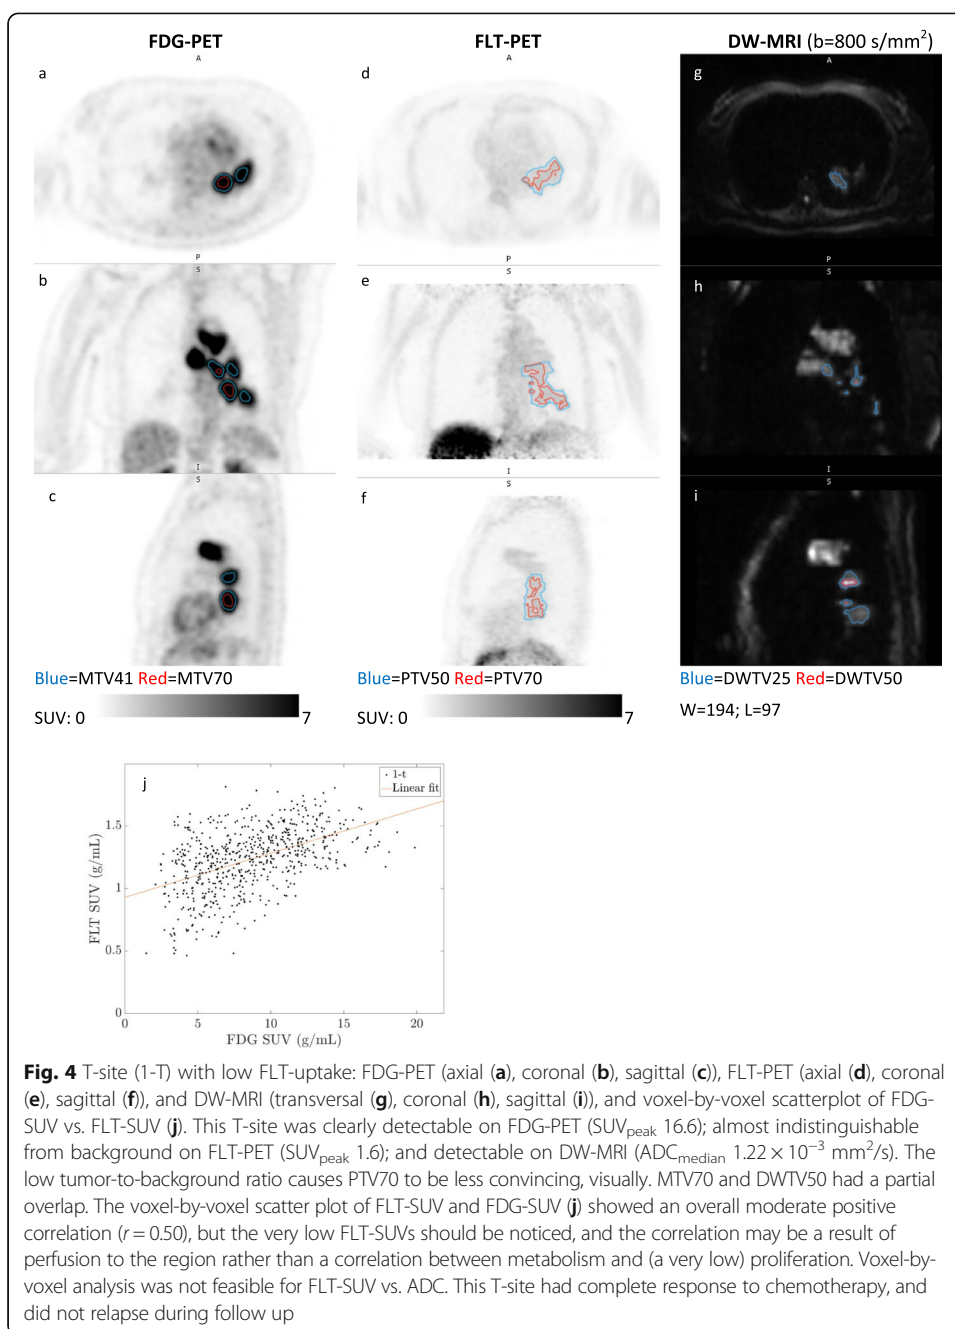 FDG-PET
FLT-PET
DW-MRI (b=800 s/mm²)
a
A
d
A
g
A
P
S
P
S
P
S
b
e
h
I
S
I
S
I
S
c
f
i
Blue=MTV41 Red=MTV70
Blue=PTV50 Red=PTV70
Blue=DWTV25 Red=DWTV50
SUV: 0
7
SUV: 0
7
W=194; L=97
j
1-t
Linear fit
1.5
1
0.5
0
FLT SUV (g/mL)
0
5
10
15
20
FDG SUV (g/mL)
Fig. 4 T-site (1-T) with low FLT-uptake: FDG-PET (axial (a), coronal (b), sagittal (c)), FLT-PET (axial (d), coronal
(e), sagittal (f)), and DW-MRI (transversal (g), coronal (h), sagittal (i)), and voxel-by-voxel scatterplot of FDG-
SUV vs. FLT-SUV (j). This T-site was clearly detectable on FDG-PET (SUVpeak 16.6); almost indistinguishable
from background on FLT-PET (SUVpeak 1.6); and detectable on DW-MRI (ADCmedian 1.22 × 10⁻³ mm²/s). The
low tumor-to-background ratio causes PTV70 to be less convincing, visually. MTV70 and DWTV50 had a partial
overlap. The voxel-by-voxel scatter plot of FLT-SUV and FDG-SUV (j) showed an overall moderate positive
correlation (r = 0.50), but the very low FLT-SUVs should be noticed, and the correlation may be a result of
perfusion to the region rather than a correlation between metabolism and (a very low) proliferation. Voxel-by-
voxel analysis was not feasible for FLT-SUV vs. ADC. This T-site had complete response to chemotherapy, and
did not relapse during follow up